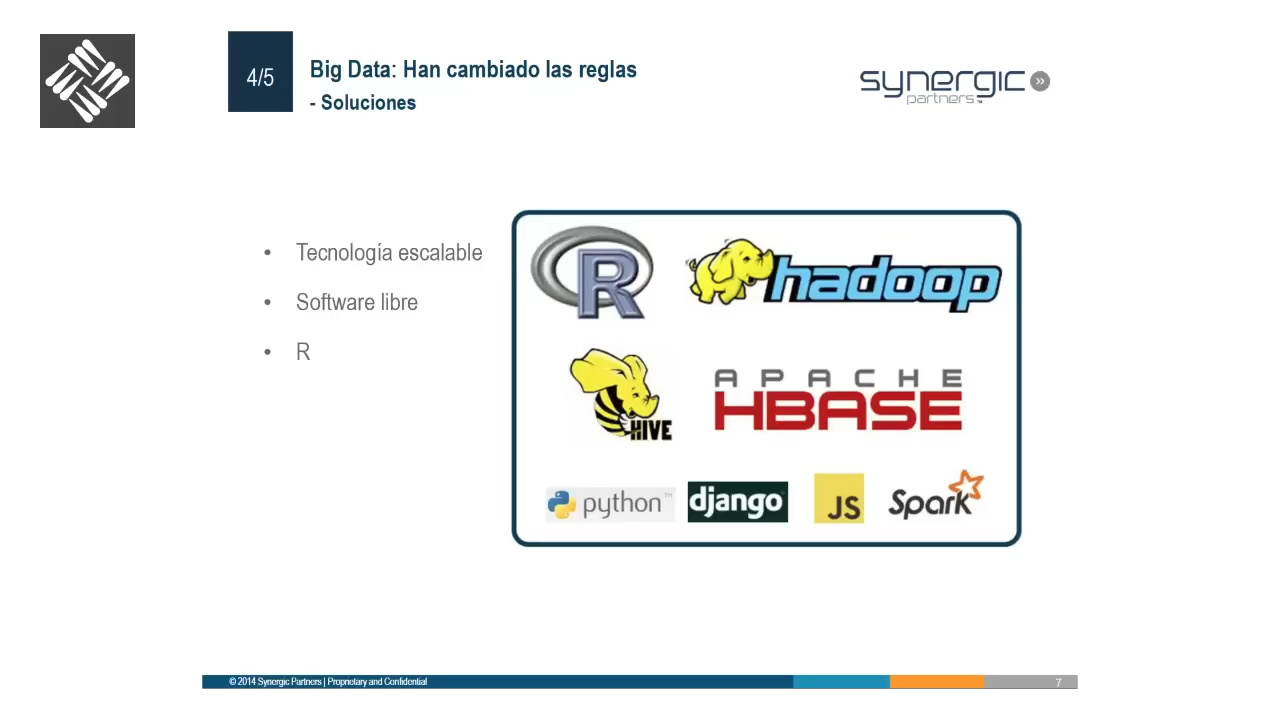 4/5
Big Data: Han cambiado las reglas
- Soluciones
synergic
partners™
• Tecnología escalable
• Software libre
• R
R
hadoop
HIVE
APACHE
HBASE
python™
django
JS
Spark
© 2014 Synergic Partners | Proprietary and Confidential
7